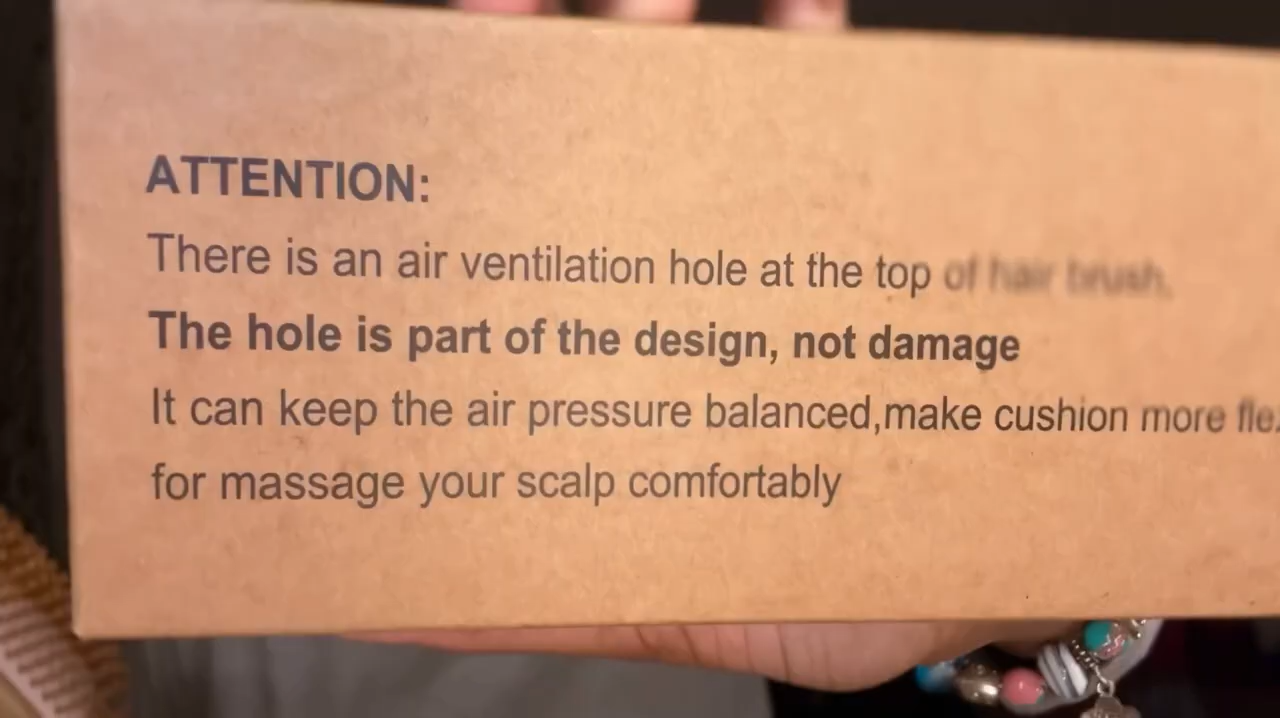 ATTENTION:
There is an air ventilation hole at the top of hair brush.
The hole is part of the design, not damage
It can keep the air pressure balanced,make cushion more
for massage your scalp comfortably